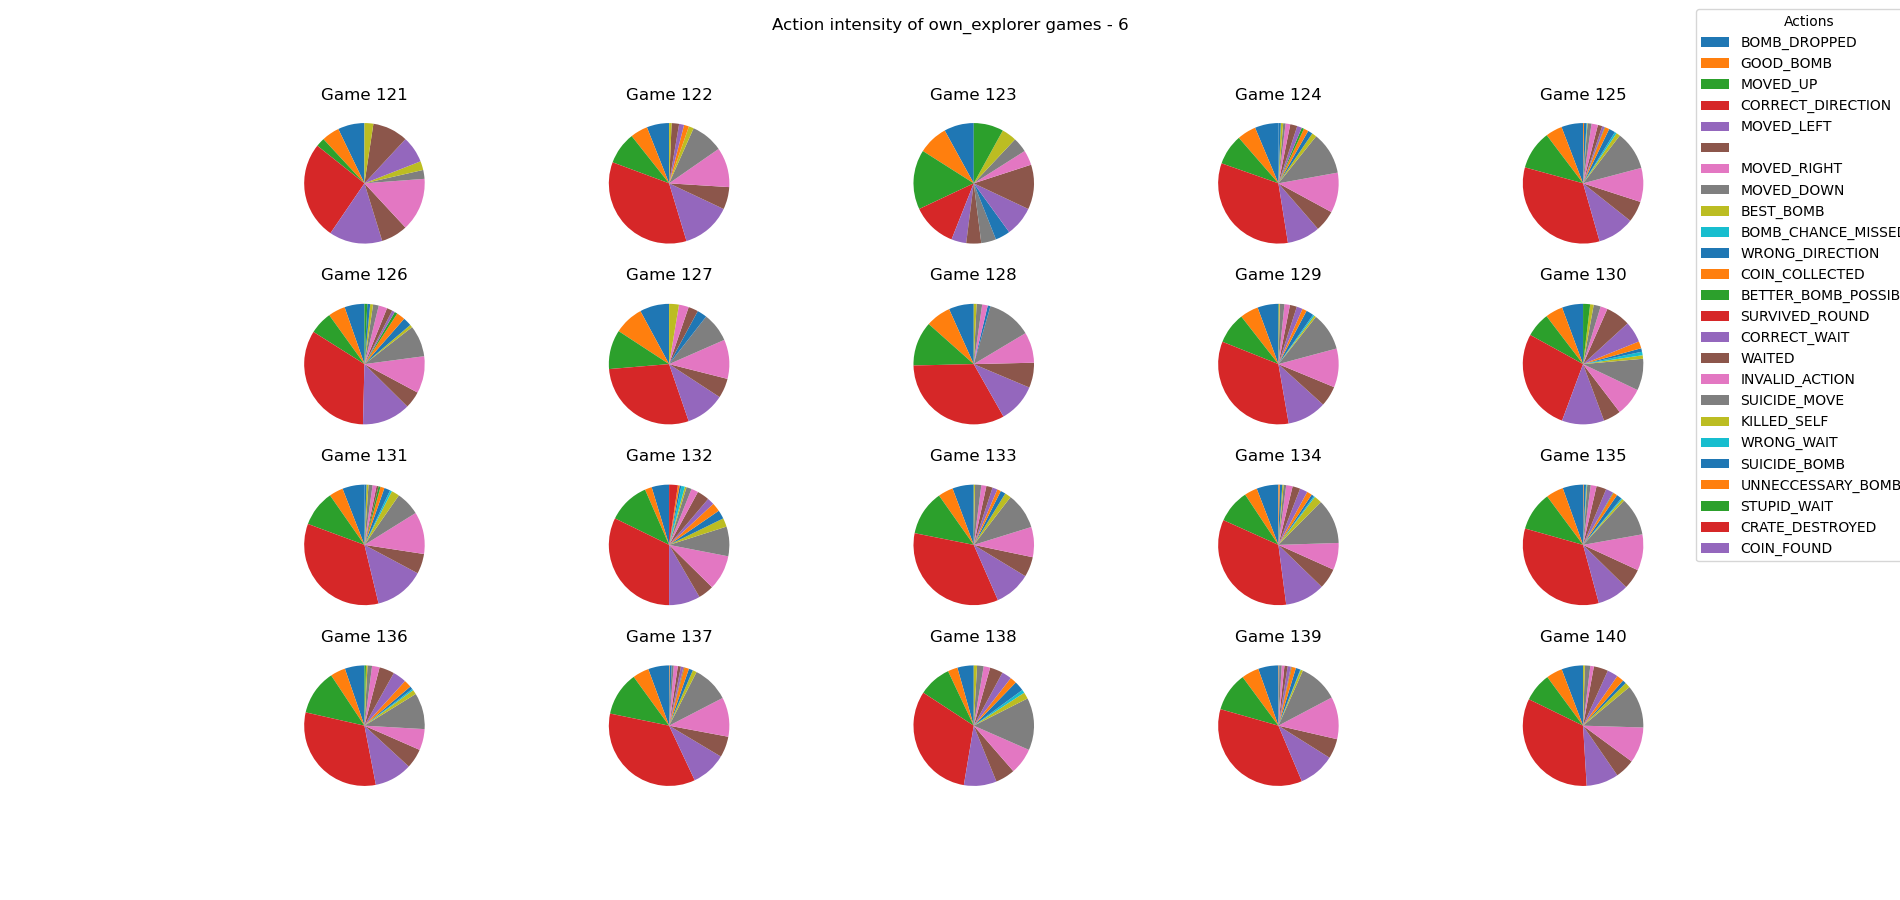 Action intensity of own_explorer games - 6
Game 121
Game 122
Game 123
Game 124
Game 125
Game 126
Game 127
Game 128
Game 129
Game 130
Game 131
Game 132
Game 133
Game 134
Game 135
Game 136
Game 137
Game 138
Game 139
Game 140
Actions
BOMB_DROPPED
GOOD_BOMB
MOVED_UP
CORRECT_DIRECTION
MOVED_LEFT
MOVED_RIGHT
MOVED_DOWN
BEST_BOMB
BOMB_CHANCE_MISSED
WRONG_DIRECTION
COIN_COLLECTED
BETTER_BOMB_POSSIB
SURVIVED_ROUND
CORRECT_WAIT
WAITED
INVALID_ACTION
SUICIDE_MOVE
KILLED_SELF
WRONG_WAIT
SUICIDE_BOMB
UNNECCESSARY_BOMB
STUPID_WAIT
CRATE_DESTROYED
COIN_FOUND